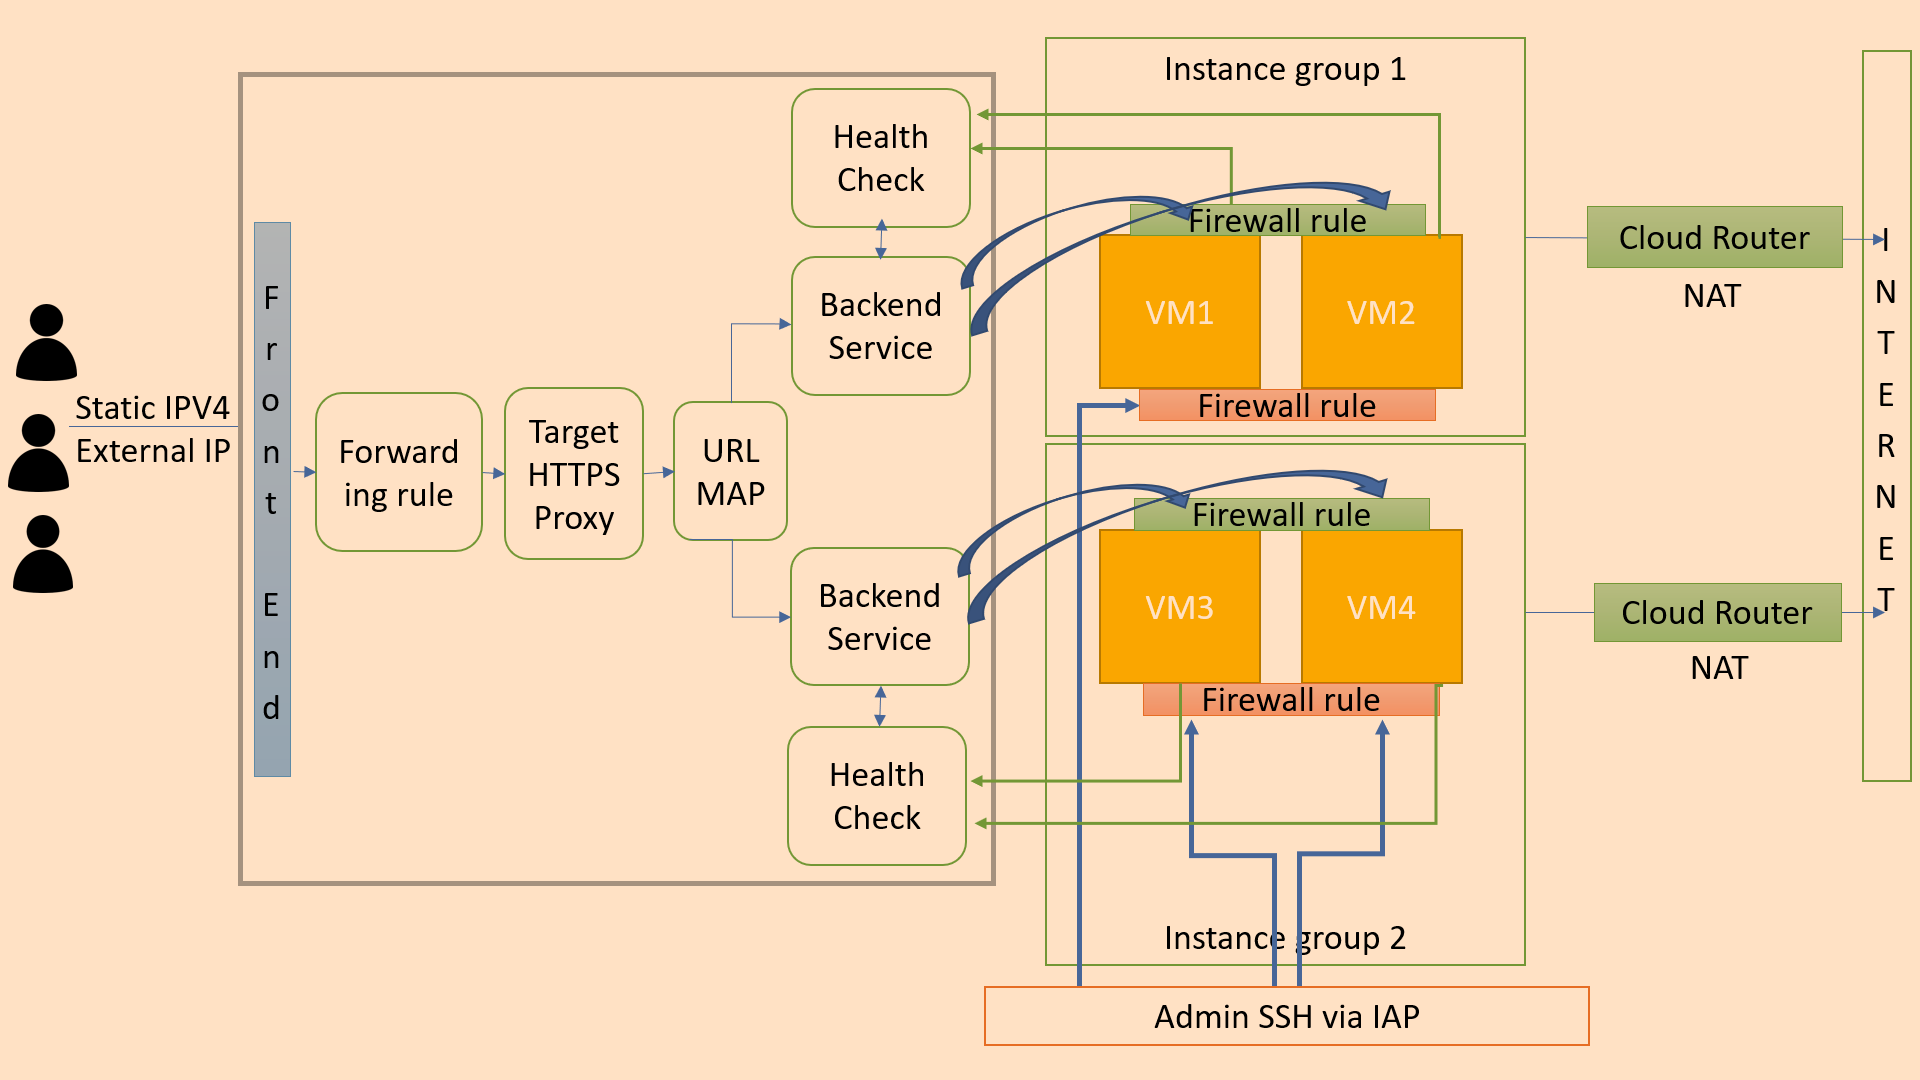 Static IPV4
External IP
F
r
o
n
t
E
n
d
Forward
ing rule
Target
HTTPS
Proxy
URL
MAP
Health
Check
Backend
Service
Backend
Service
Health
Check
Instance group 1
Firewall rule
VM1
VM2
Firewall rule
Firewall rule
VM3
VM4
Firewall rule
Instance group 2
Admin SSH via IAP
Cloud Router
NAT
Cloud Router
NAT
I
N
T
E
R
N
E
T